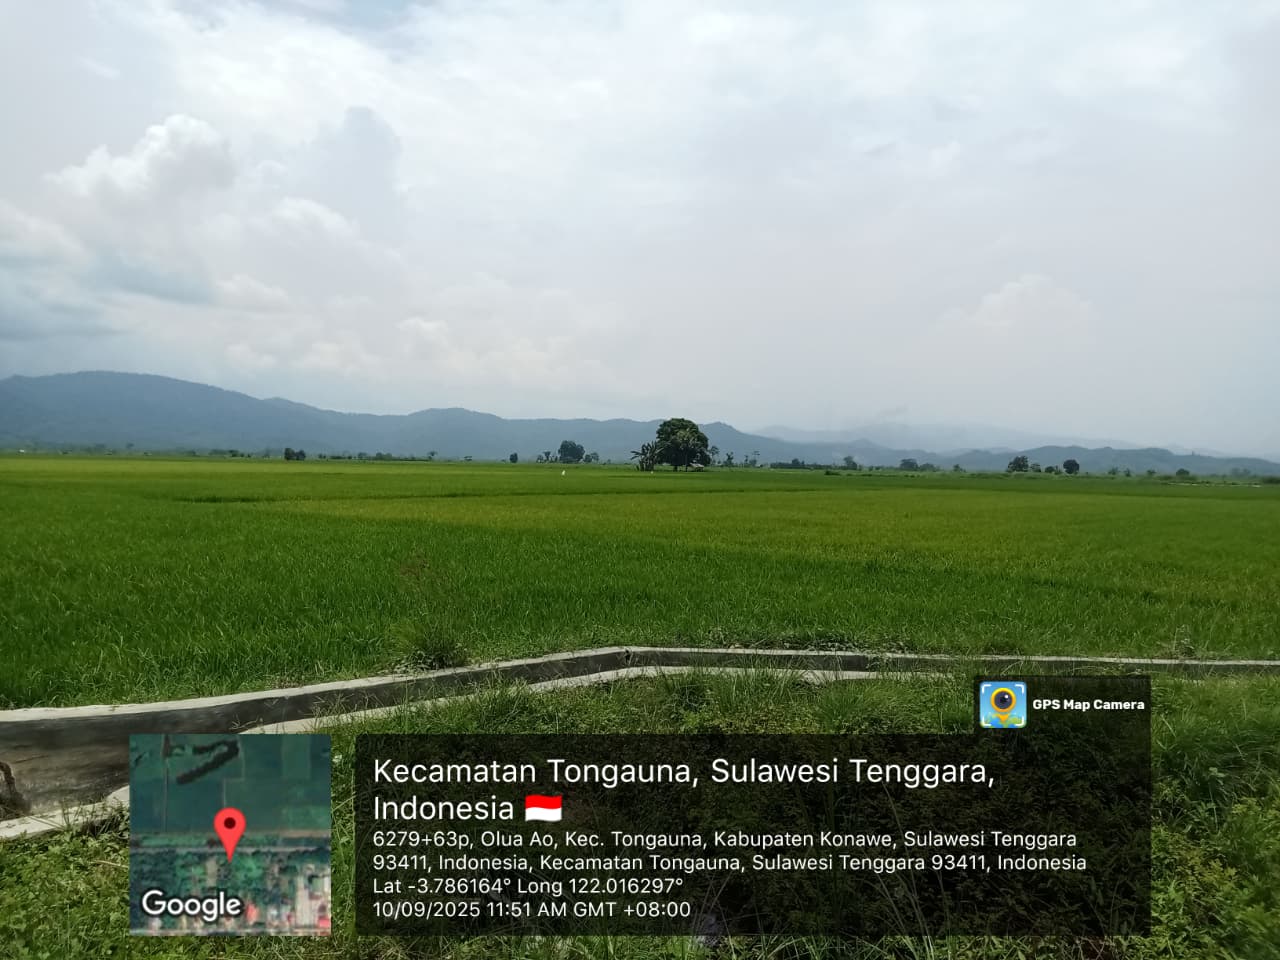 GPS Map Camera
Kecamatan Tongauna, Sulawesi Tenggara,
Indonesia 🇮🇩
6279+63p, Olua Ao, Kec. Tongauna, Kabupaten Konawe, Sulawesi Tenggara
93411, Indonesia, Kecamatan Tongauna, Sulawesi Tenggara 93411, Indonesia
Lat -3.786164° Long 122.016297°
10/09/2025 11:51 AM GMT +08:00
Google